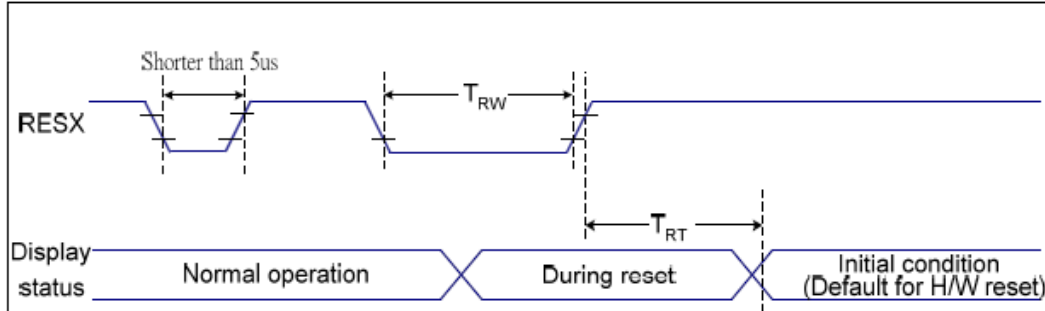 Shorter than 5us
RESX
TRW
TRT
Display
status
Normal operation
During reset
Initial condition
(Default for H/W reset)